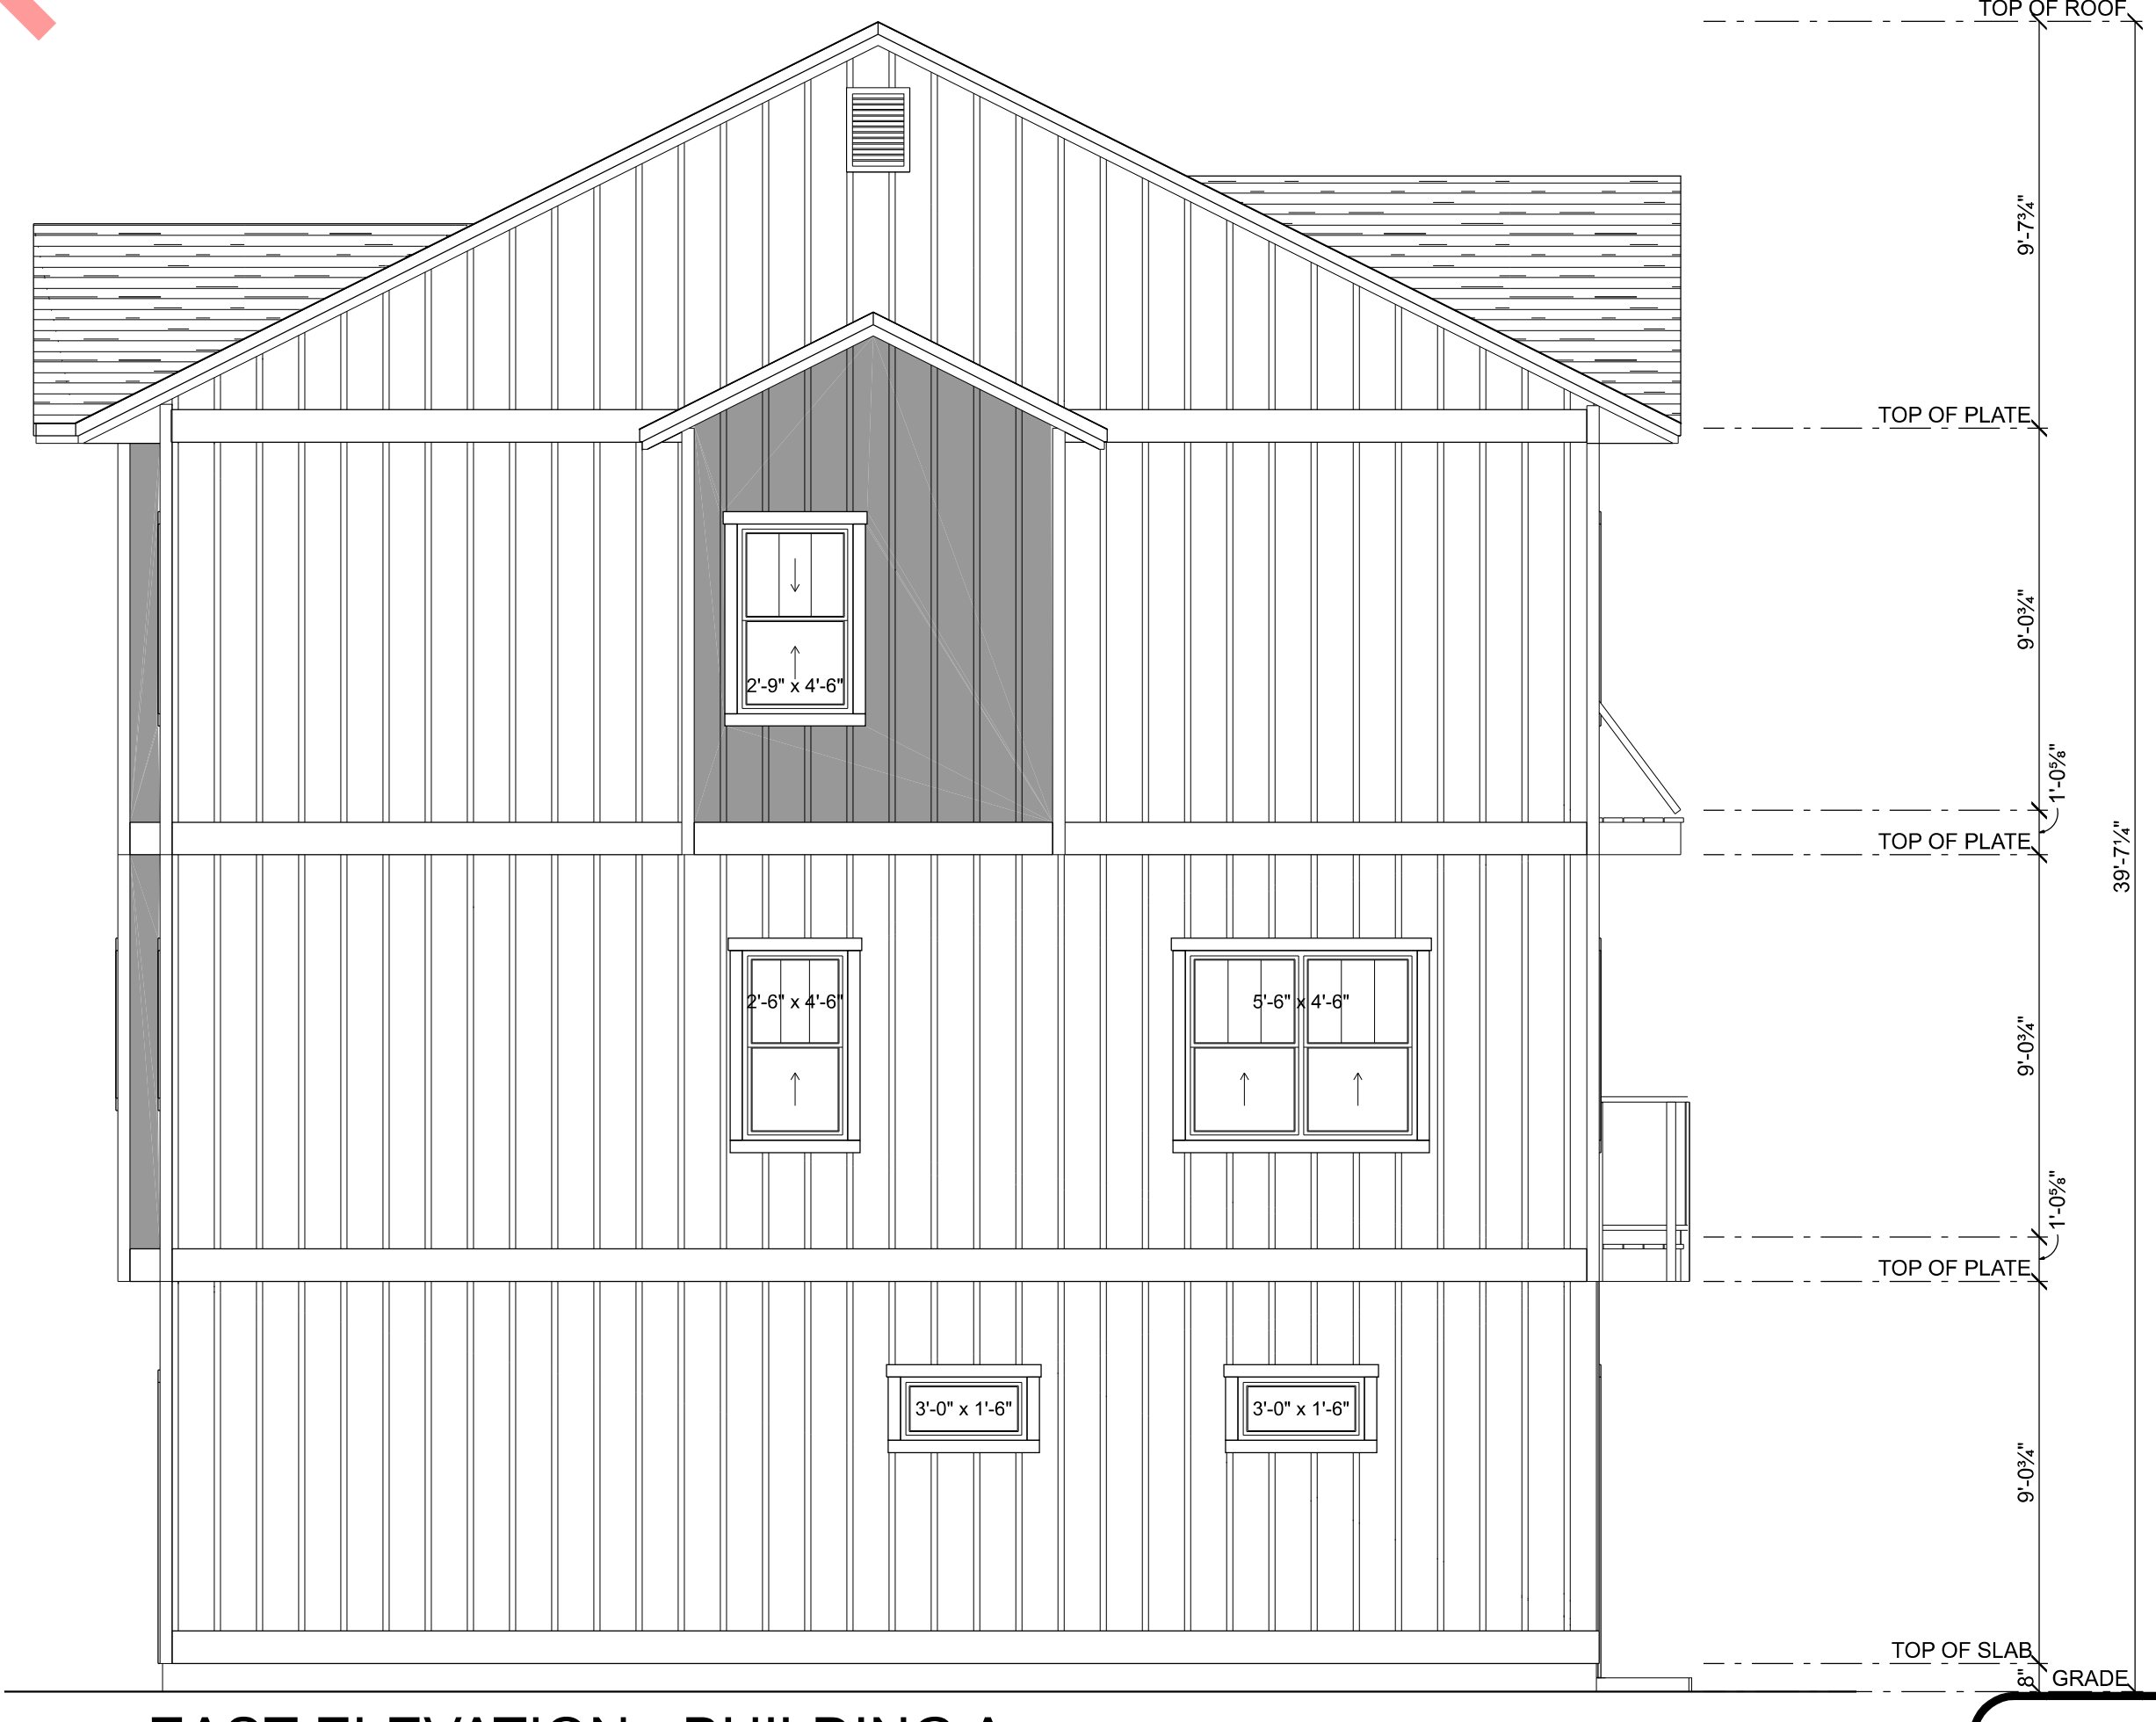 TOP OF ROOF
9'-7¾"
TOP OF PLATE
9'-0¾"
2'-9" x 4'-6"
1'-0⅝"
TOP OF PLATE
39'-7¼"
2'-6" x 4'-6"
5'-6" x 4'-6"
9'-0¾"
1'-0⅝"
TOP OF PLATE
3'-0" x 1'-6"
3'-0" x 1'-6"
9'-0¾"
TOP OF SLAB
8"
GRADE
EAST ELEVATION - BUILDING A